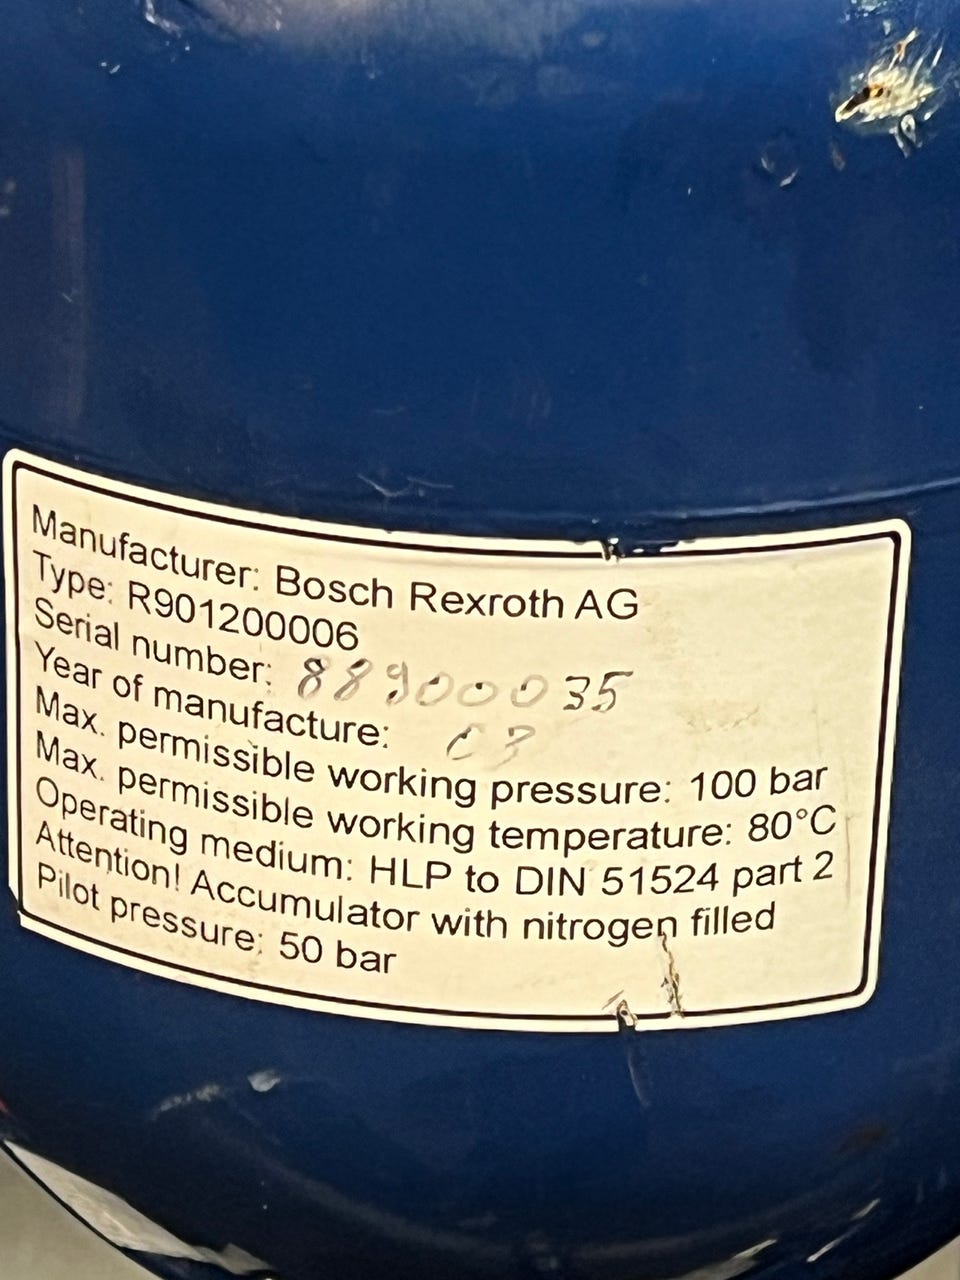 Manufacturer: Bosch Rexroth AG
Type: R901200006
Serial number: 88900035
Year of manufacture:
Max. permissible working pressure: 100 bar
Max. permissible working temperature: 80°C
Operating medium: HLP to DIN 51524 part 2
Attention! Accumulator with nitrogen filled
Pilot pressure: 50 bar